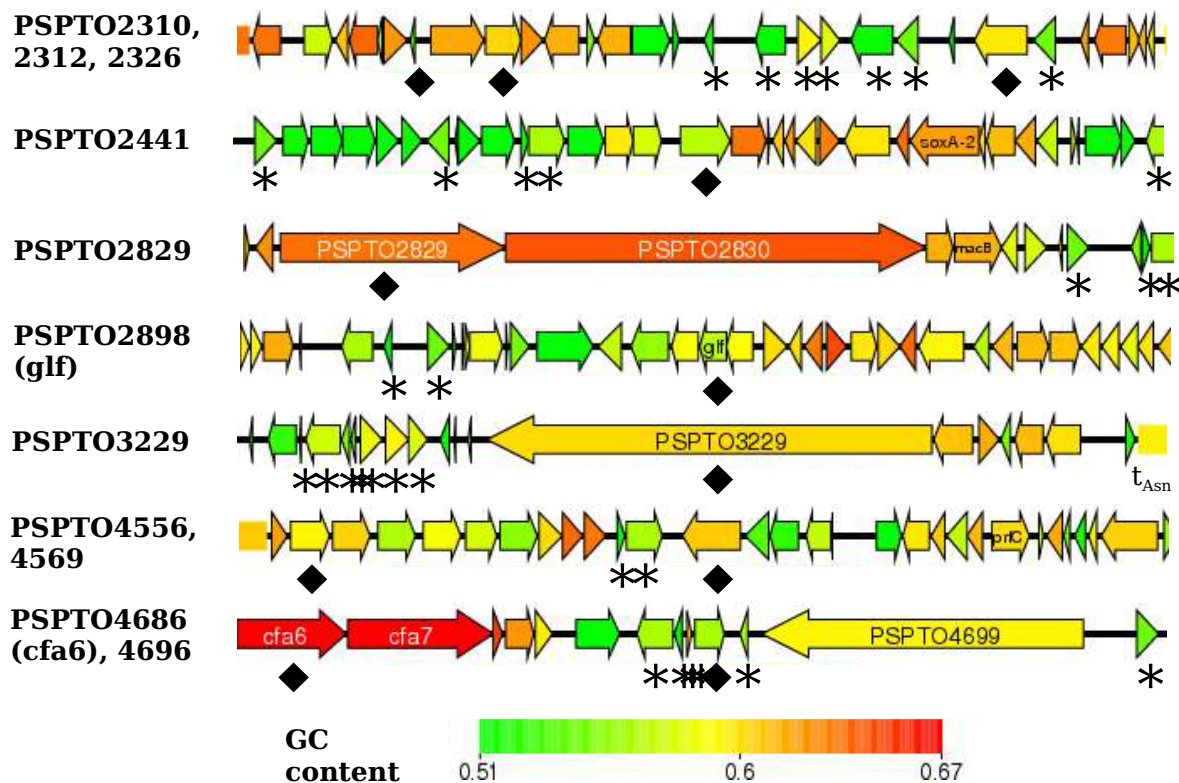 PSPTO2310,
2312, 2326
PSPTO2441
soxA-2
PSPTO2829
PSPTO2829
PSPTO2830
macB
PSPTO2898
(glf)
glf
PSPTO3229
PSPTO3229
tAsn
PSPTO4556,
4569
prfC
PSPTO4686
(cfa6), 4696
cfa6
cfa7
PSPTO4699
GC
content
0.51
0.6
0.67